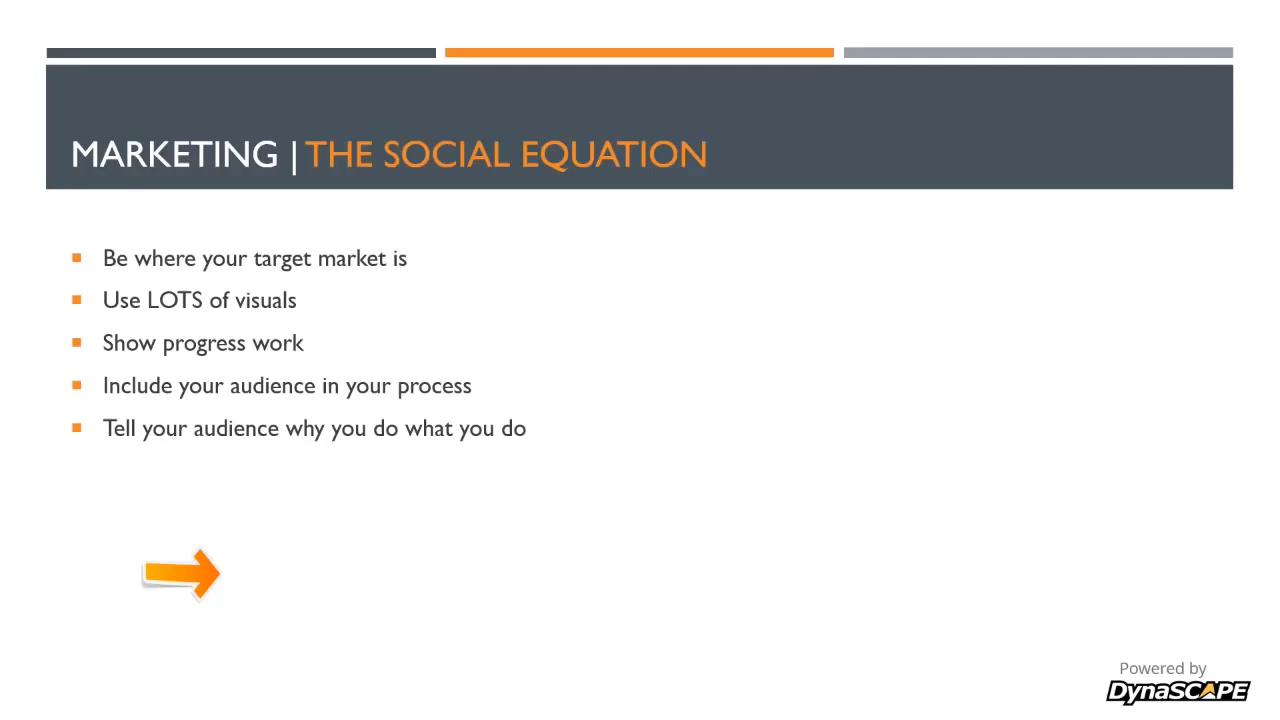 MARKETING | THE SOCIAL EQUATION
Be where your target market is
Use LOTS of visuals
Show progress work
Include your audience in your process
Tell your audience why you do what you do
Powered by
DynaSCAPE